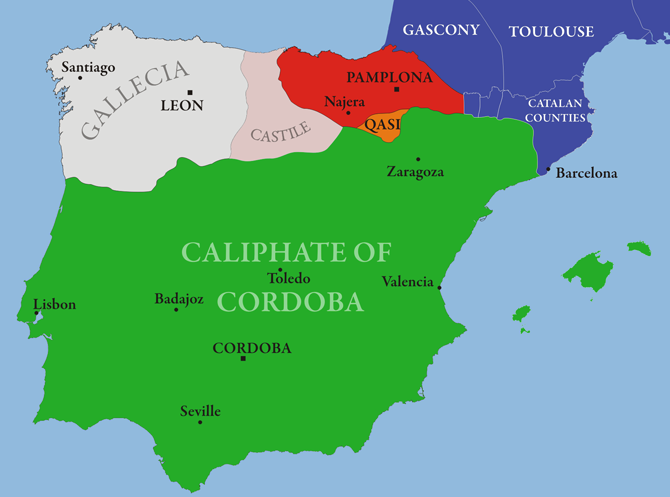 GASCONY
TOULOUSE
Santiago
GALLECIA
LEON
PAMPLONA
Najera
CATALAN
COUNTIES
CASTILE
QASI
Zaragoza
Barcelona
CALIPHATE OF
CORDOBA
Toledo
Valencia
Badajoz
Lisbon
CORDOBA
Seville